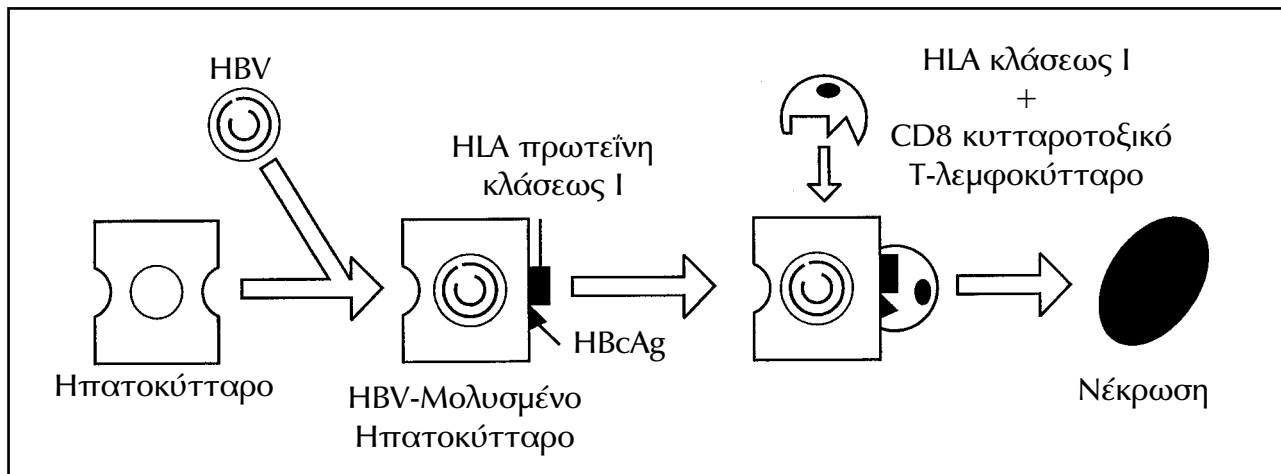 HBV
HLA πρωτεΐνη
κλάσεως I
HLA κλάσεως I
+
CD8 κυτταροτοξικό
Τ-λεμφοκύτταρο
HBcAg
Ηπατοκύτταρο
HBV-Μολυσμένο
Ηπατοκύτταρο
Νέκρωση